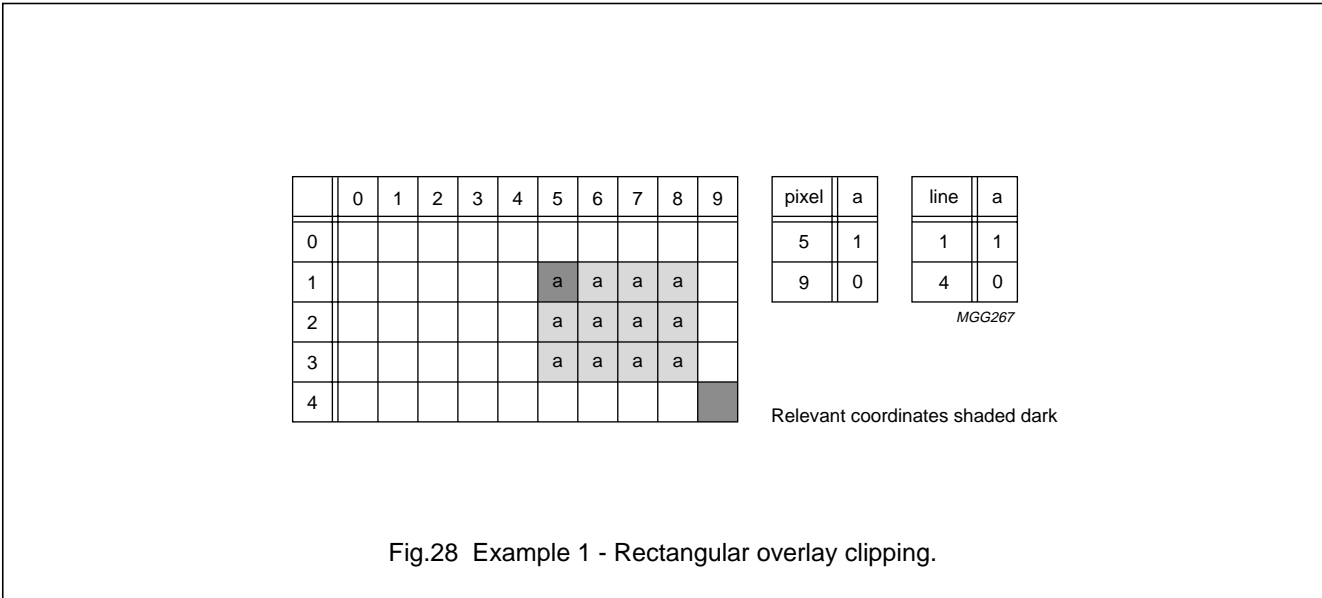 0 1 2 3 4 5 6 7 8 9 pixel a line a
0 5 1 1 1
1 a a a a 9 0 4 0
2 a a a a MGG267
3 a a a a
4 Relevant coordinates shaded dark
Fig.28 Example 1 - Rectangular overlay clipping.